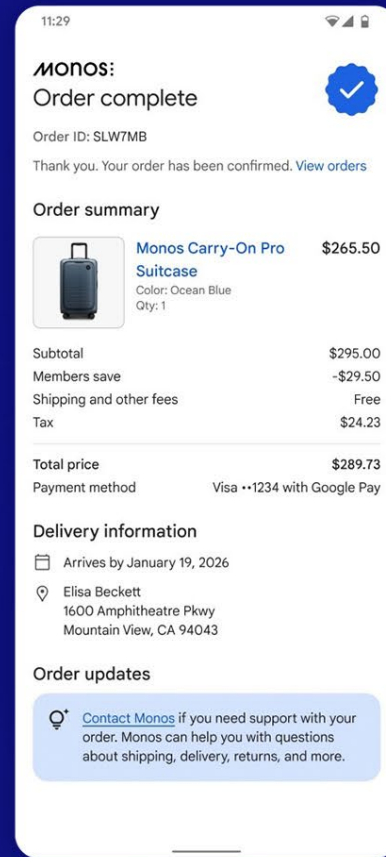 11:29
monos:
Order complete
Order ID: SLW7MB
Thank you. Your order has been confirmed. View orders
Order summary
Monos Carry-On Pro $265.50
Suitcase
Color: Ocean Blue
Qty: 1
Subtotal $295.00
Members save -$29.50
Shipping and other fees Free
Tax $24.23
Total price $289.73
Payment method Visa ••1234 with Google Pay
Delivery information
Arrives by January 19, 2026
Elisa Beckett
1600 Amphitheatre Pkwy
Mountain View, CA 94043
Order updates
Contact Monos if you need support with your
order. Monos can help you with questions
about shipping, delivery, returns, and more.